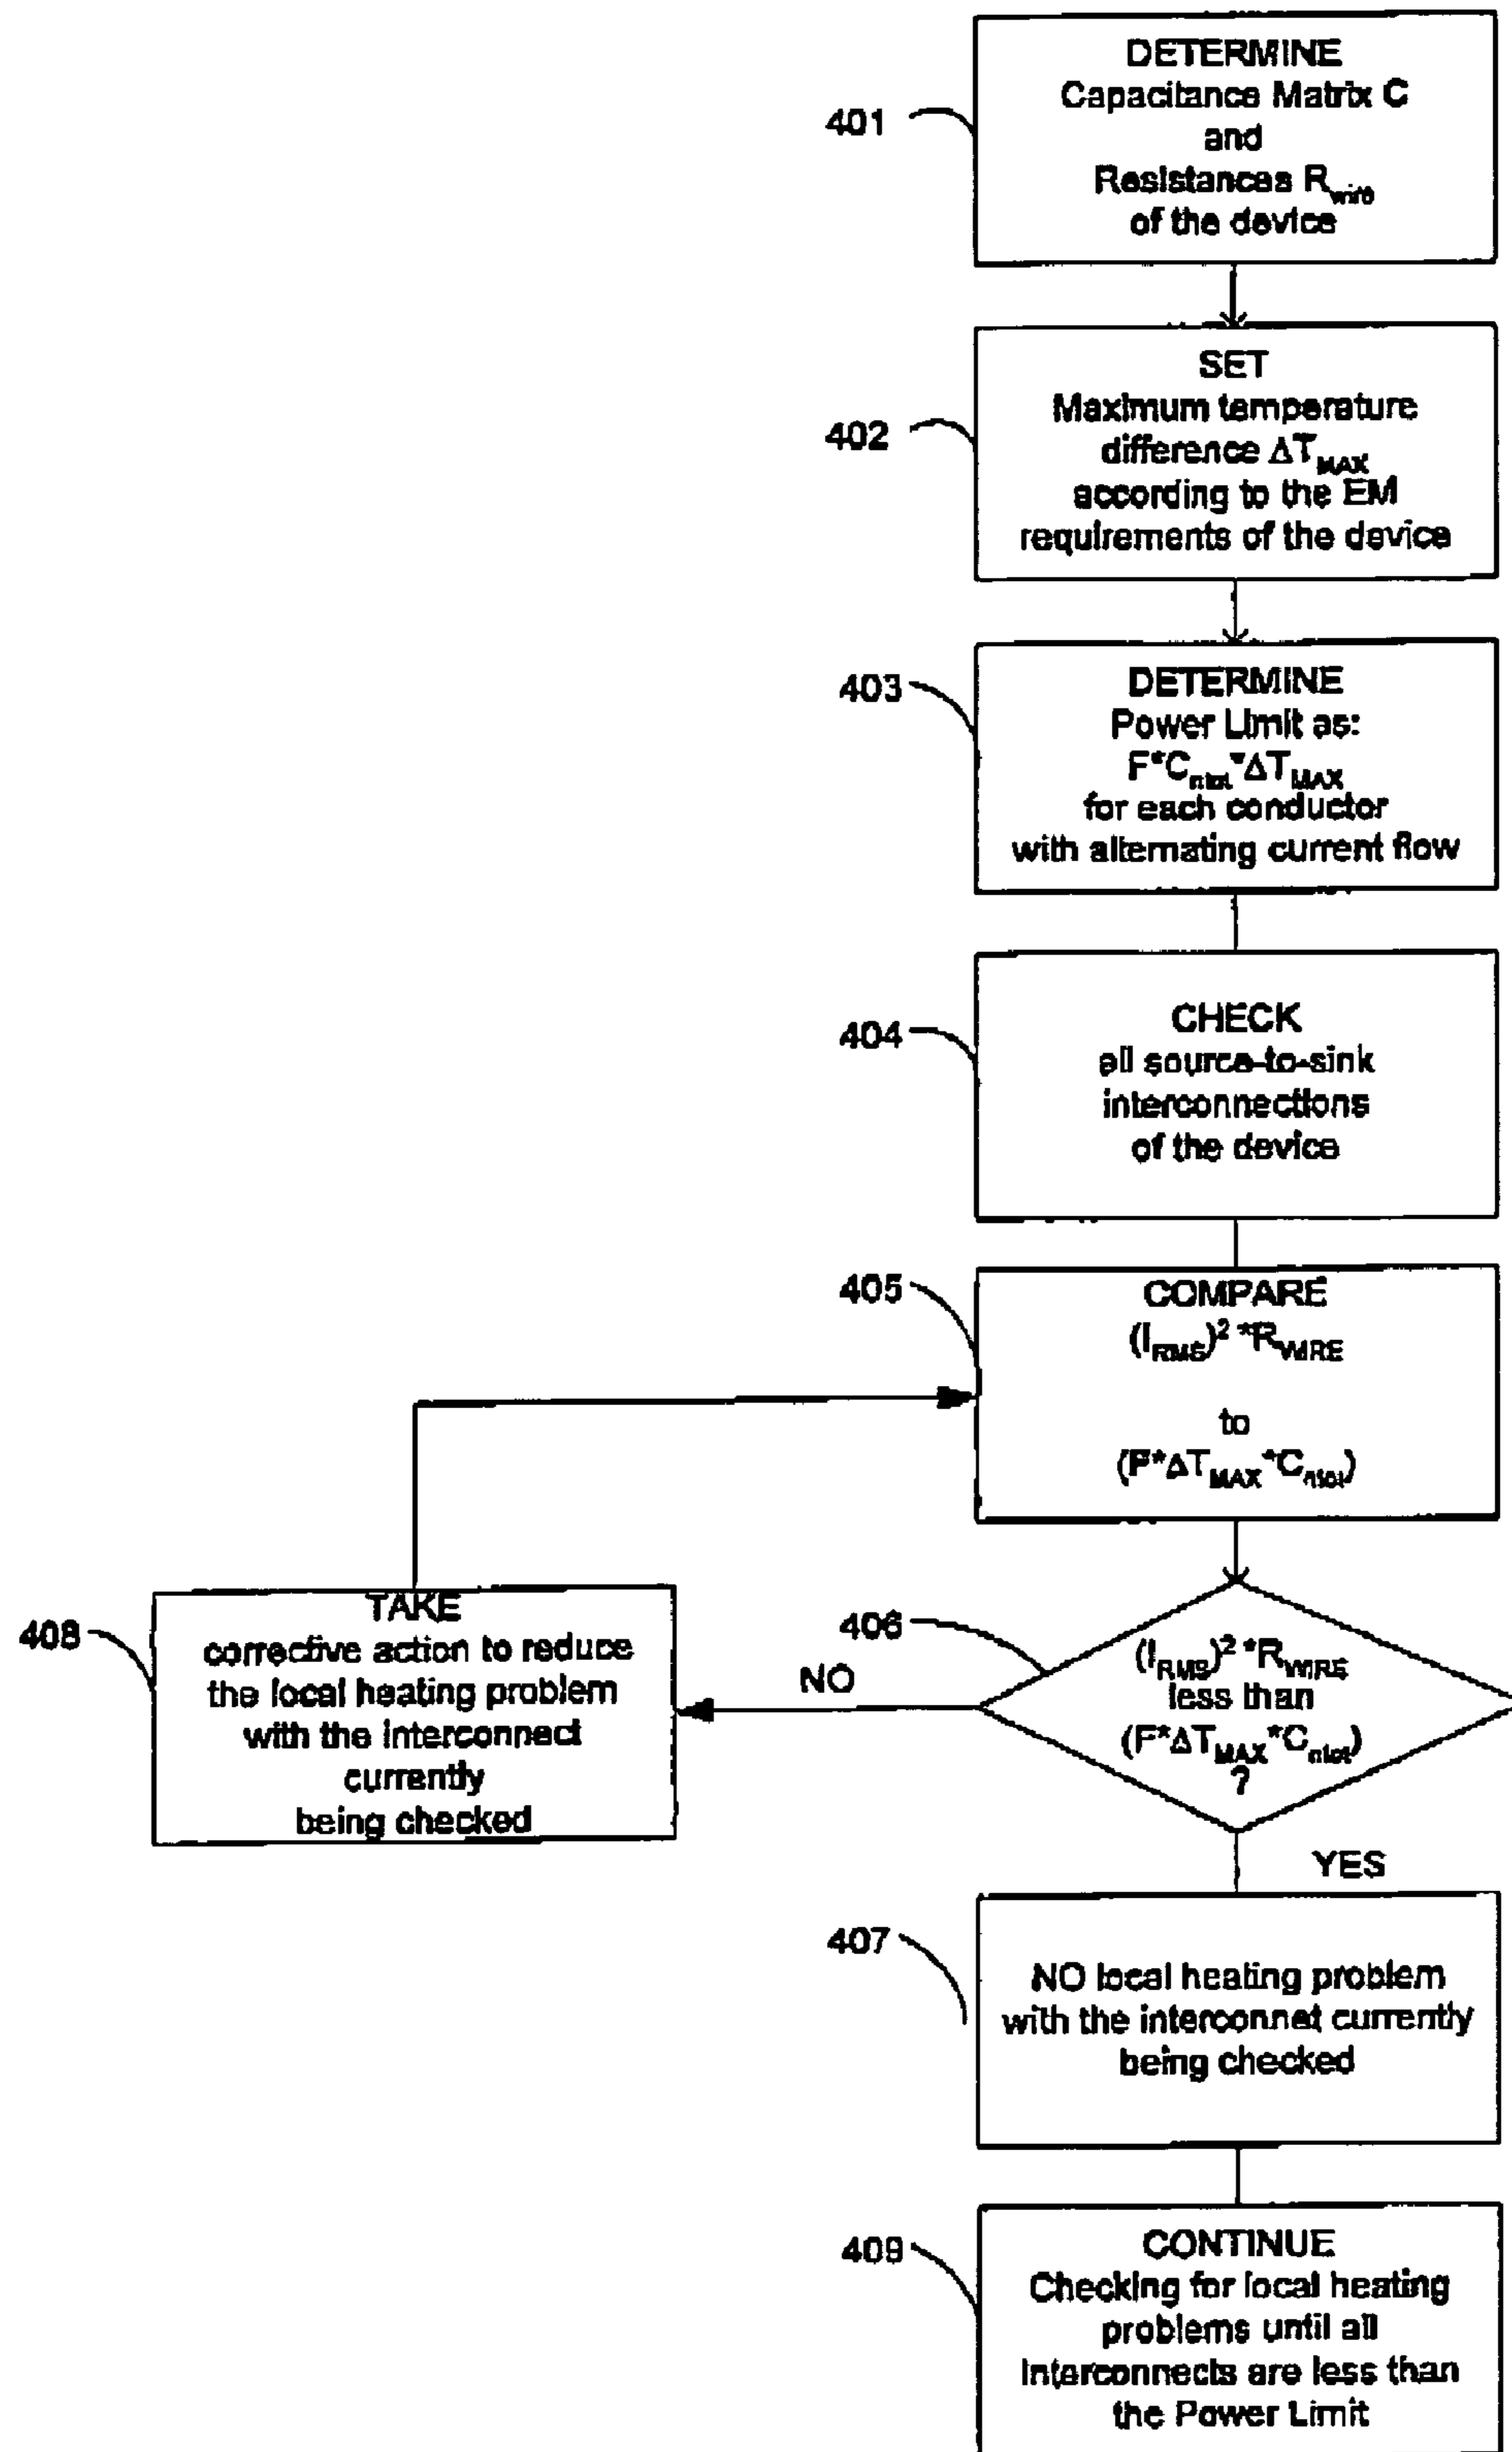 401
DETERMINE
Capacitance Matrix C
and
Resistances R_wire
of the device
402
SET
Maximum temperature
difference ΔT_MAX
according to the EM
requirements of the device
403
DETERMINE
Power Limit as:
F*C_ntot*ΔT_MAX
for each conductor
with alternating current flow
404
CHECK
all source-to-sink
interconnections
of the device
405
COMPARE
(I_RMS)² *R_WIRE
to
(F*ΔT_MAX*C_ntot)
406
(I_RMS)² *R_WIRE
less than
(F*ΔT_MAX*C_ntot)
?
NO
408
TAKE
corrective action to reduce
the local heating problem
with the interconnect
currently
being checked
YES
407
NO local heating problem
with the interconnet currently
being checked
409
CONTINUE
Checking for local heating
problems until all
Interconnects are less than
the Power Limit